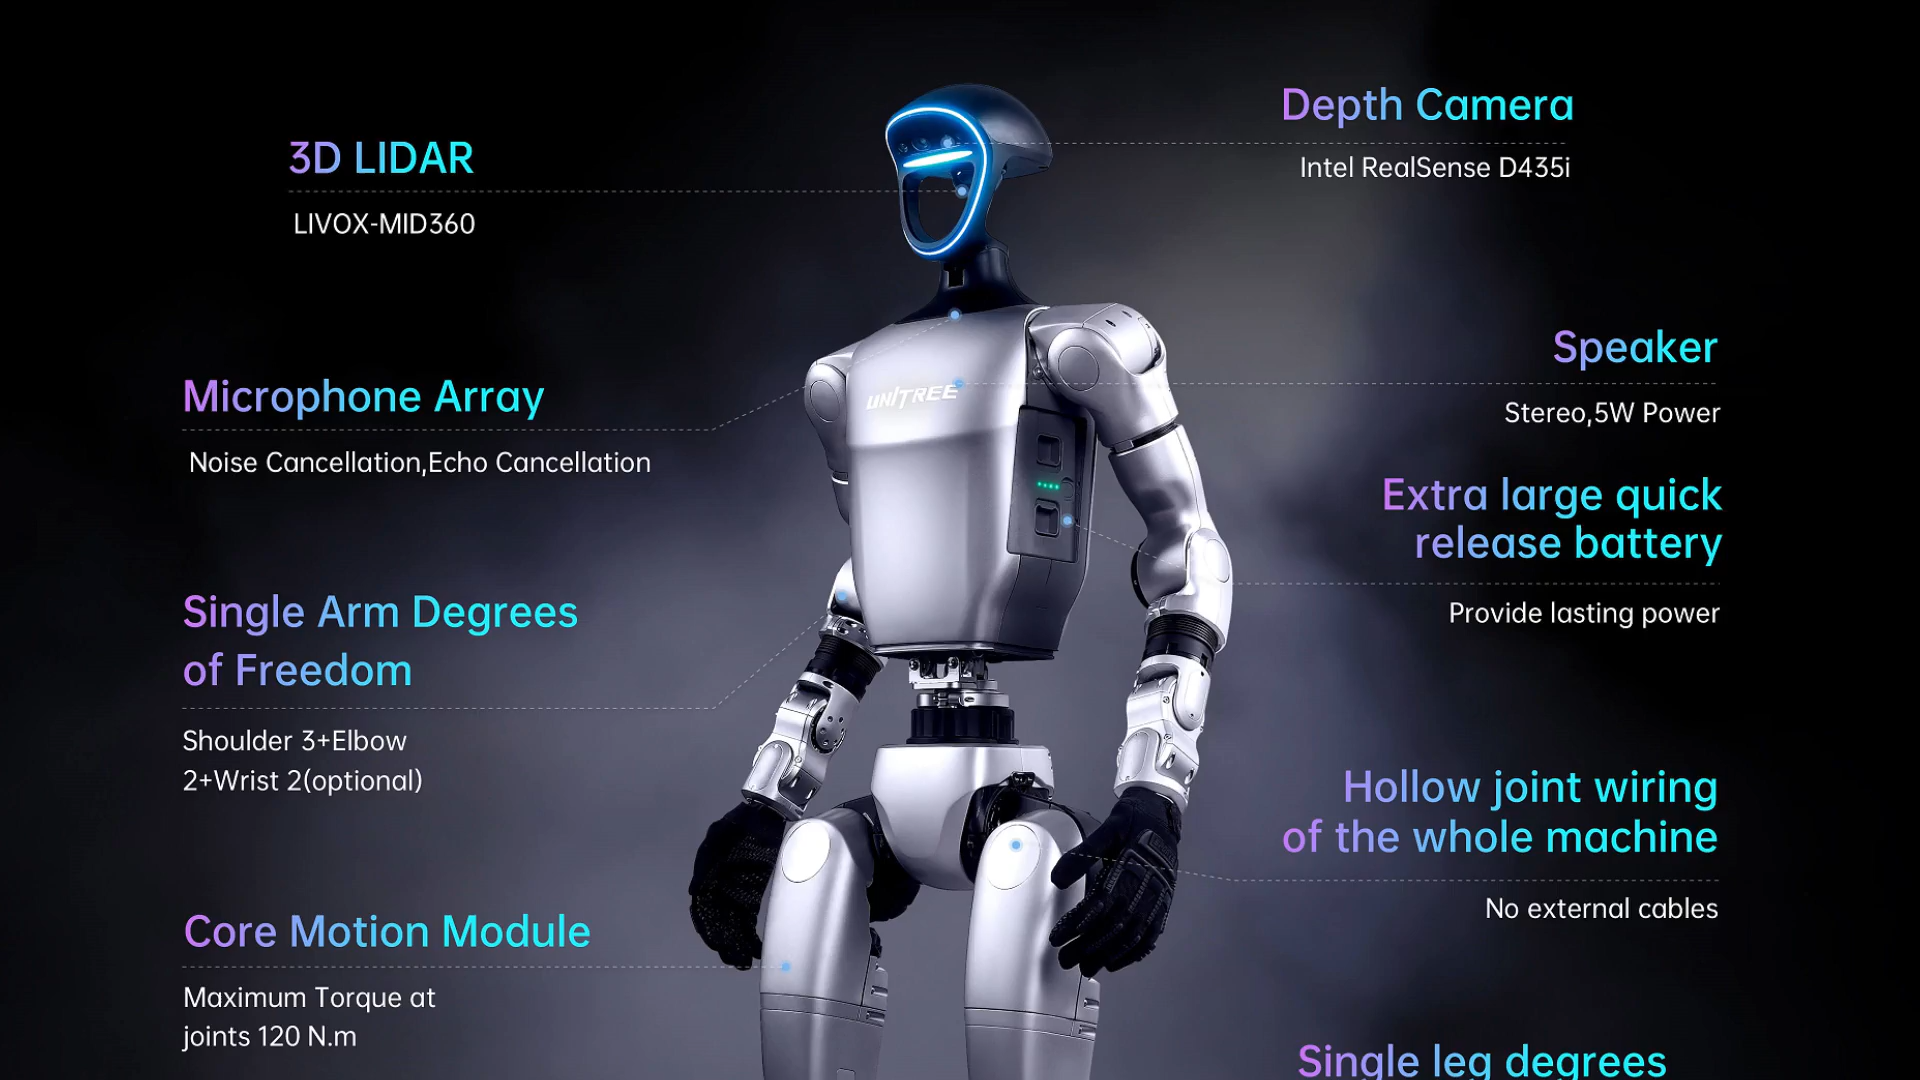 3D LIDAR
LIVOX-MID360
Microphone Array
Noise Cancellation,Echo Cancellation
Single Arm Degrees
of Freedom
Shoulder 3+Elbow
2+Wrist 2(optional)
Core Motion Module
Maximum Torque at
joints 120 N.m
UNITREE
Depth Camera
Intel RealSense D435i
Speaker
Stereo,5W Power
Extra large quick
release battery
Provide lasting power
Hollow joint wiring
of the whole machine
No external cables
Single leg degrees